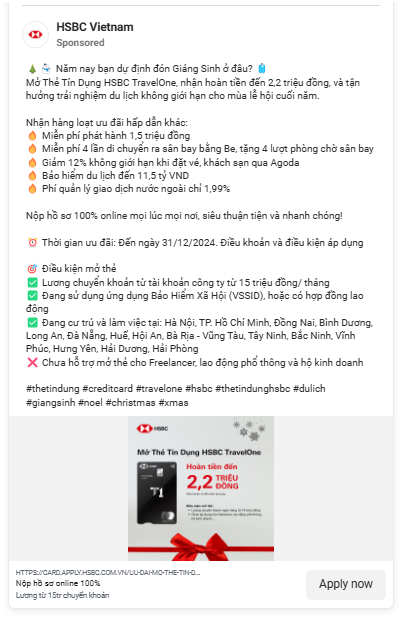 HSBC Vietnam
Sponsored
🎄 ⛄ Năm nay bạn dự định đón Giáng Sinh ở đâu?
Mở Thẻ Tín Dụng HSBC TravelOne, nhận hoàn tiền đến 2,2 triệu đồng, và tận
hưởng trải nghiệm du lịch không giới hạn cho mùa lễ hội cuối năm.
Nhận hàng loạt ưu đãi hấp dẫn khác:
🔥 Miễn phí phát hành 1,5 triệu đồng
🔥 Miễn phí 4 lần di chuyển ra sân bay bằng Be, tặng 4 lượt phòng chờ sân bay
🔥 Giảm 12% không giới hạn khi đặt vé, khách sạn qua Agoda
🔥 Bảo hiểm du lịch đến 11,5 tỷ VND
🔥 Phí quản lý giao dịch nước ngoài chỉ 1,99%
Nộp hồ sơ 100% online mọi lúc mọi nơi, siêu thuận tiện và nhanh chóng!
⏰ Thời gian ưu đãi: Đến ngày 31/12/2024. Điều khoản và điều kiện áp dụng
🎯 Điều kiện mở thẻ
✅ Lương chuyển khoản từ tài khoản công ty từ 15 triệu đồng/ tháng
✅ Đang sử dụng ứng dụng Bảo Hiểm Xã Hội (VSSID), hoặc có hợp đồng lao
động
✅ Đang cư trú và làm việc tại: Hà Nội, TP. Hồ Chí Minh, Đồng Nai, Bình Dương,
Long An, Đà Nẵng, Huế, Hội An, Bà Rịa - Vũng Tàu, Tây Ninh, Bắc Ninh, Vĩnh
Phúc, Hưng Yên, Hải Dương, Hải Phòng
❌ Chưa hỗ trợ mở thẻ cho Freelancer, lao động phổ thông và hộ kinh doanh
#thetindung #creditcard #travelone #hsbc #thetindunghsbc #dulich
#giangsinh #noel #christmas #xmas
HSBC
Mở Thẻ Tín Dụng HSBC TravelOne
Hoàn tiền đến
2,2 TRIỆU
ĐỒNG
HTTPS://CARD.APPLY.HSBC.COM.VN/UU-DAI-MO-THE-TIN-D...
Nộp hồ sơ online 100%
Lương từ 15tr chuyển khoản
Apply now